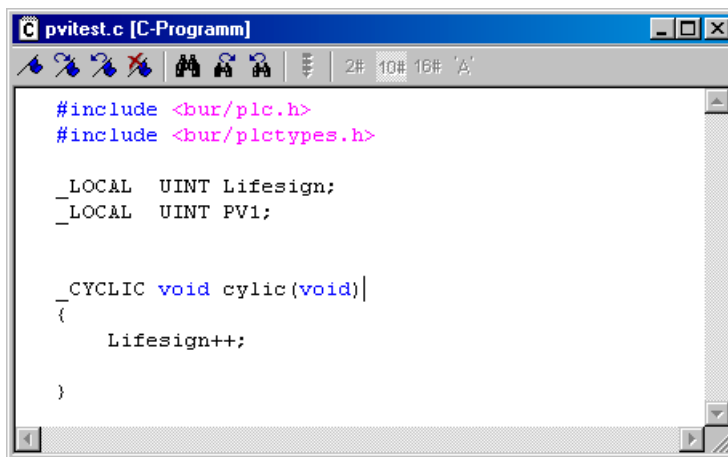 pvitest.c [C-Programm]
2# 10# 16# 'A'
#include <bur/plc.h>
#include <bur/plctypes.h>
_LOCAL  UINT Lifesign;
_LOCAL  UINT PV1;
_CYCLIC void cylic(void)
{
    Lifesign++;
}